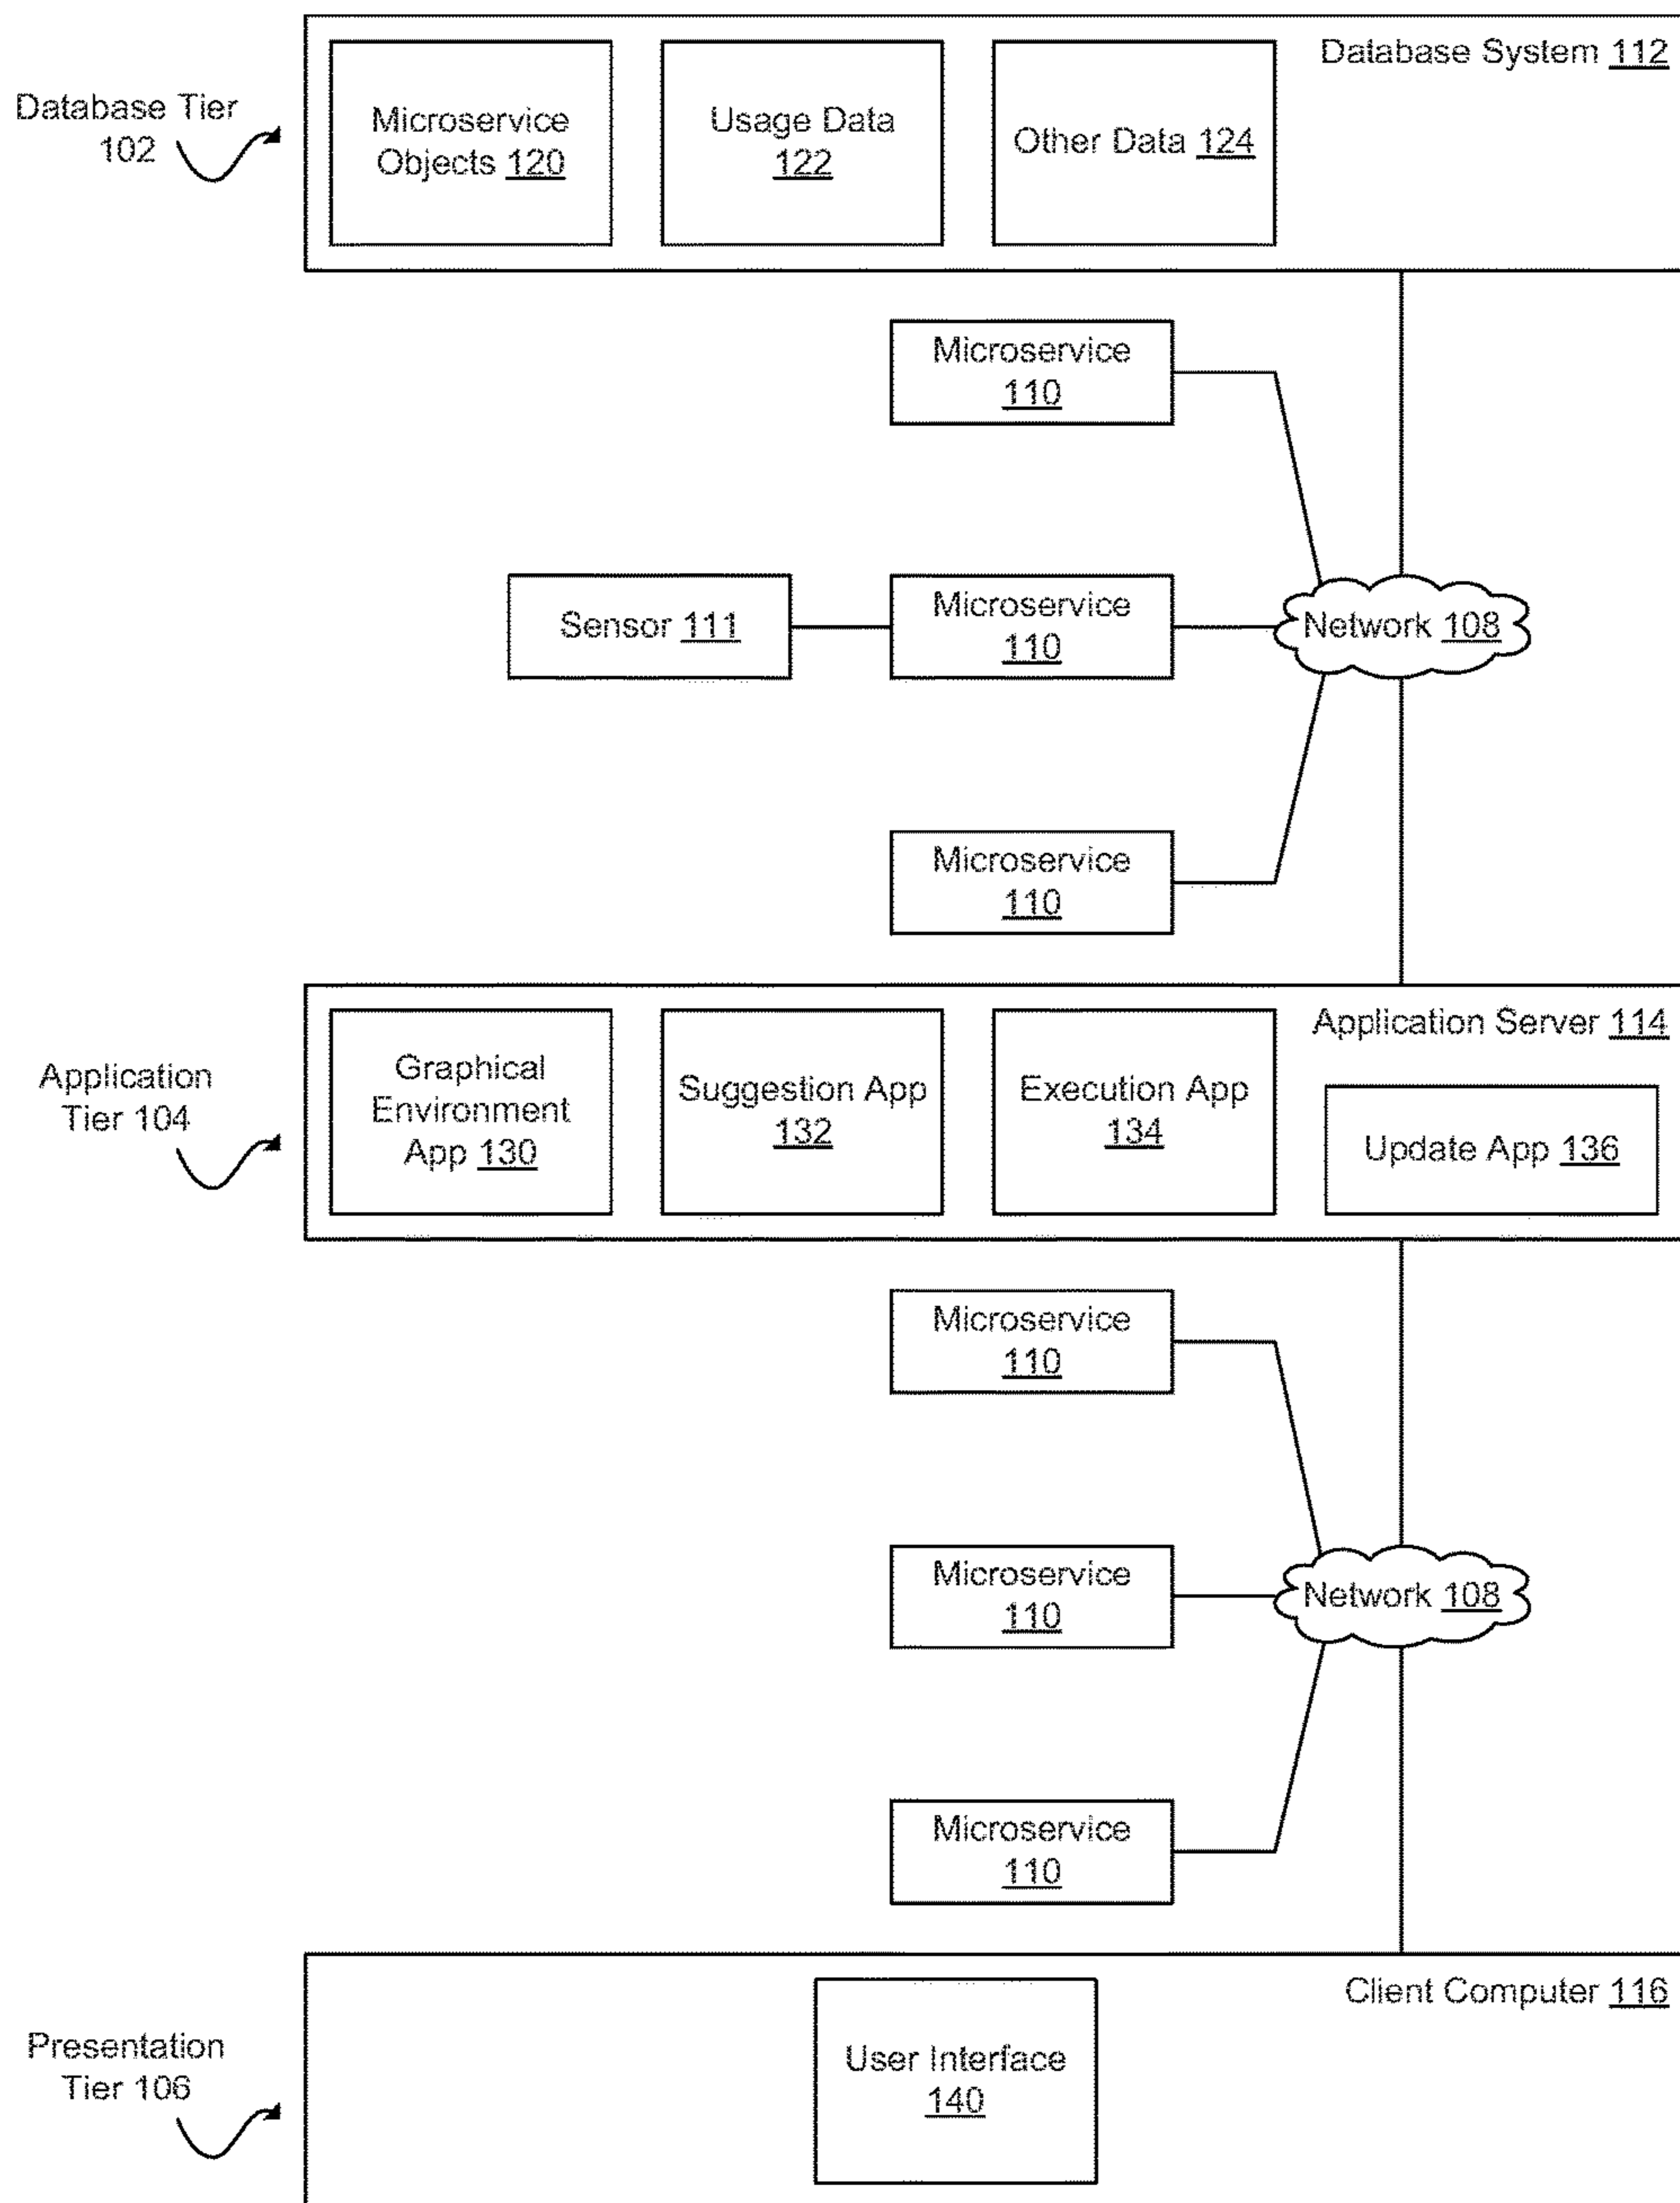 Database System 112
Database Tier
102
Microservice
Objects 120
Usage Data
122
Other Data 124
Microservice
110
Sensor 111
Microservice
110
Network 108
Microservice
110
Application Server 114
Application
Tier 104
Graphical
Environment
App 130
Suggestion App
132
Execution App
134
Update App 136
Microservice
110
Microservice
110
Network 108
Microservice
110
Client Computer 116
Presentation
Tier 106
User Interface
140